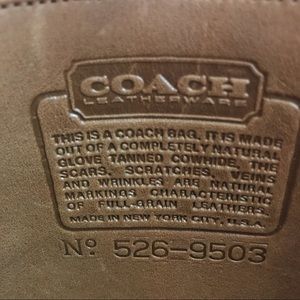 COACH
LEATHERWARE
THIS IS A COACH BAG. IT IS MADE
OUT OF A COMPLETELY NATURAL
GLOVE TANNED COWHIDE. THE
SCARS, SCRATCHES, VEINS
AND WRINKLES ARE NATURAL
MARKINGS CHARACTERISTIC
OF FULL-GRAIN LEATHERS.
MADE IN NEW YORK CITY, U.S.A.
Nº 526-9503